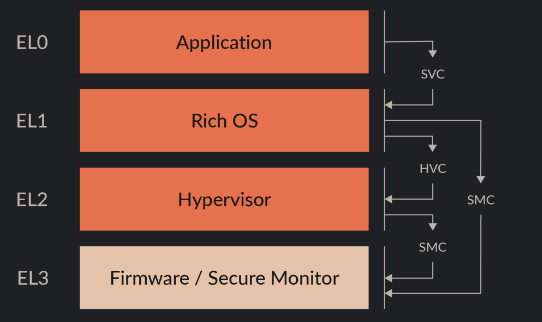 EL0
Application
SVC
EL1
Rich OS
HVC
SMC
EL2
Hypervisor
SMC
EL3
Firmware / Secure Monitor